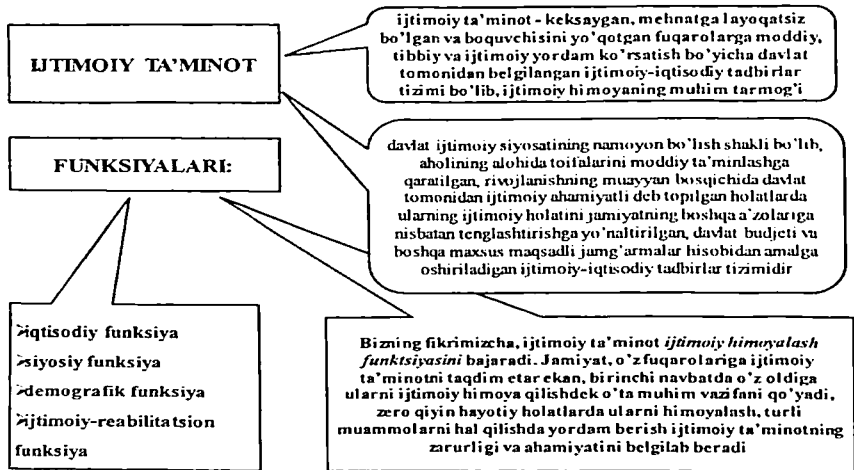 IJTIMOIY TA’MINOT
ijtimoiy ta’minot - keksaygan, mehnatga layoqatsiz
bo’lgan va boquvchisini yo’qotgan fuqarolarga moddiy,
tibbiy va ijtimoiy yordam ko’rsatish bo’yicha davlat
tomonidan belgilangan ijtimoiy-iqtisodiy tadbirlar
tizimi bo’lib, ijtimoiy himoyaning muhim tarmog’i
davlat ijtimoiy siyosatining namoyon bo’lish shakli bo’lib,
aholining alohida toifalarini moddiy ta’minlashga
qaratilgan, rivojlanishning muayyan bosqichida davlat
tomonidan ijtimoiy ahamiyatli deb topilgan holatlarda
ularning ijtimoiy holatini jamiyatning boshqa a’zolariga
nisbatan tenglashtirishga yo’naltirilgan, davlat budjeti va
boshqa maxsus maqsadli jamg’armalar hisobidan amalga
oshiriladigan ijtimoiy-iqtisodiy tadbirlar tizimidir
FUNKSIYALARI:
➢iqtisodiy funksiya
➢siyosiy funksiya
➢demografik funksiya
➢ijtimoiy-reabilitatsion
funksiya
Bizning fikrimizcha, ijtimoiy ta’minot ijtimoiy himoyalash
funktsiyasini bajaradi. Jamiyat, o’z fuqarolariga ijtimoiy
ta’minotni taqdim etar ekan, birinchi navbatda o’z oldiga
ularni ijtimoiy himoya qilishdek o’ta muhim vazifani qo’yadi,
zero qiyin hayotiy holatlarda ularni himoyalash, turli
muammolarni hal qilishda yordam berish ijtimoiy ta’minotning
zarurligi va ahamiyatini belgilab beradi